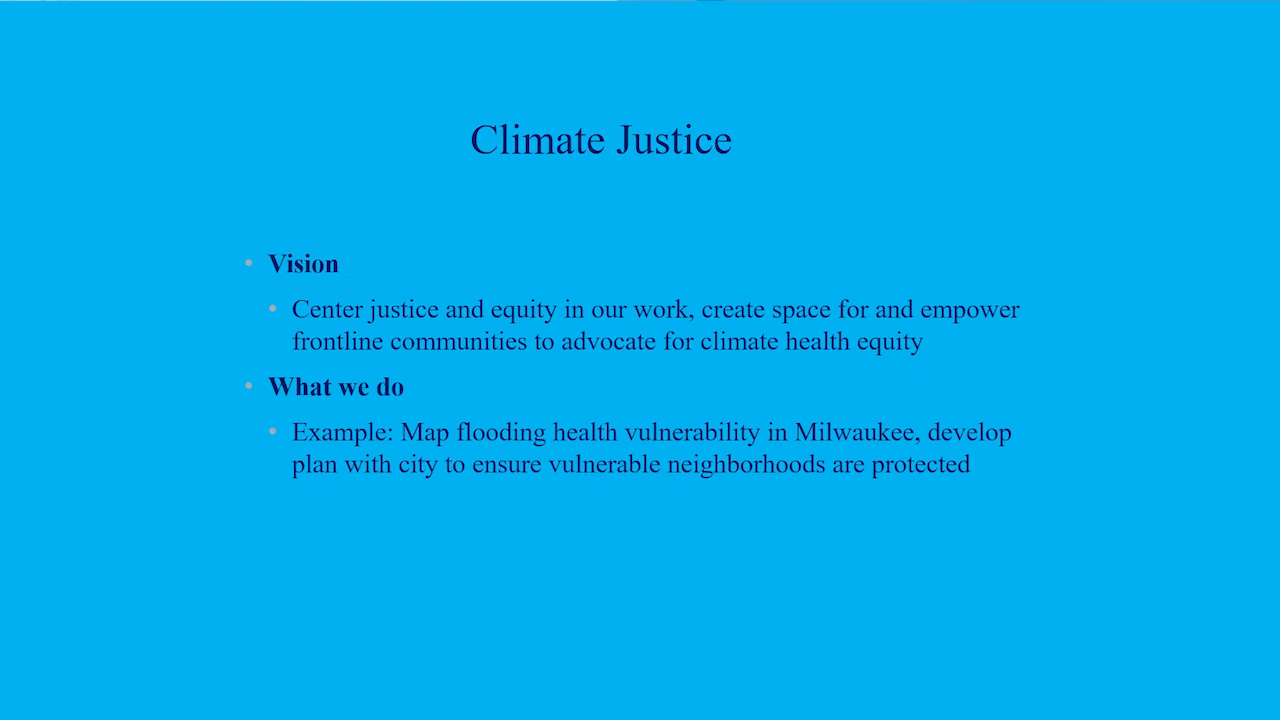 Climate Justice
• Vision
• Center justice and equity in our work, create space for and empower
frontline communities to advocate for climate health equity
• What we do
• Example: Map flooding health vulnerability in Milwaukee, develop
plan with city to ensure vulnerable neighborhoods are protected